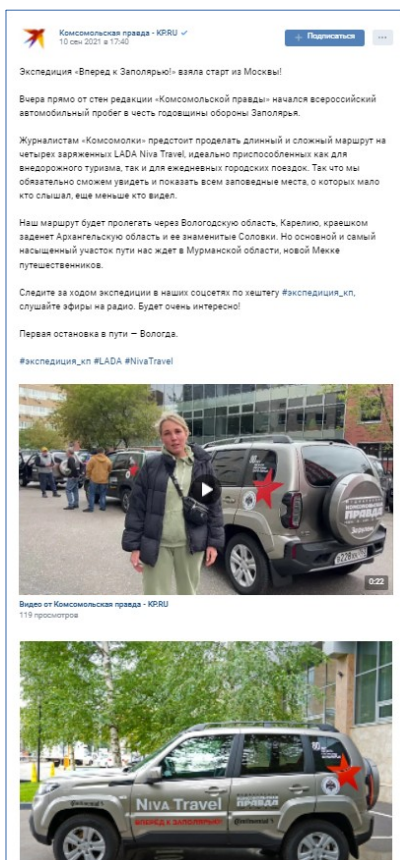 Комсомольская правда - KP.RU
10 сен 2021 в 17:40
Подписаться
Экспедиция «Вперед к Заполярью!» взяла старт из Москвы!
Вчера прямо от стен редакции «Комсомольской правды» начался всероссийский
автомобильный пробег в честь годовщины обороны Заполярья.
Журналистам «Комсомолки» предстоит проделать длинный и сложный маршрут на
четырех заряженных LADA Niva Travel, идеально приспособленных как для
внедорожного туризма, так и для ежедневных городских поездок. Так что мы
обязательно сможем увидеть и показать всем заповедные места, о которых мало
кто слышал, еще меньше кто видел.
Наш маршрут будет пролегать через Вологодскую область, Карелию, краешком
заденет Архангельскую область и ее знаменитые Соловки. Но основной и самый
насыщенный участок пути нас ждет в Мурманской области, новой Мекке
путешественников.
Следите за ходом экспедиции в наших соцсетях по хештегу #экспедиция_кп,
слушайте эфиры на радио. Будет очень интересно!
Первая остановка в пути — Вологда.
#экспедиция_кп #LADA #NivaTravel
ПРАВДА
0:22
Видео от Комсомольская правда - KP.RU
119 просмотров
NIVA Travel
ПРАВДА
ВПЕРЁД К ЗАПОЛЯРЬЮ!
Continental
Continental